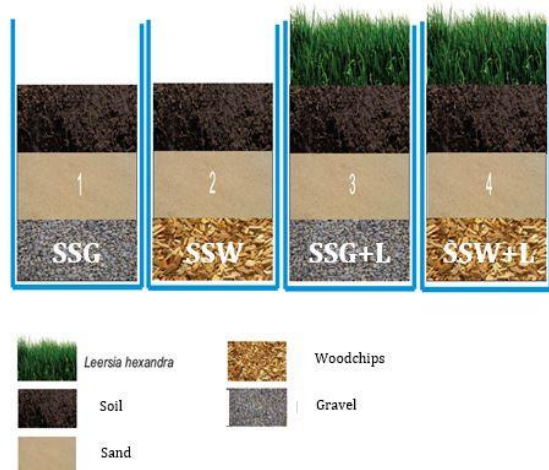 1
2
3
4
SSG
SSW
SSG+L
SSW+L
Leersia hexandra
Woodchips
Soil
Gravel
Sand